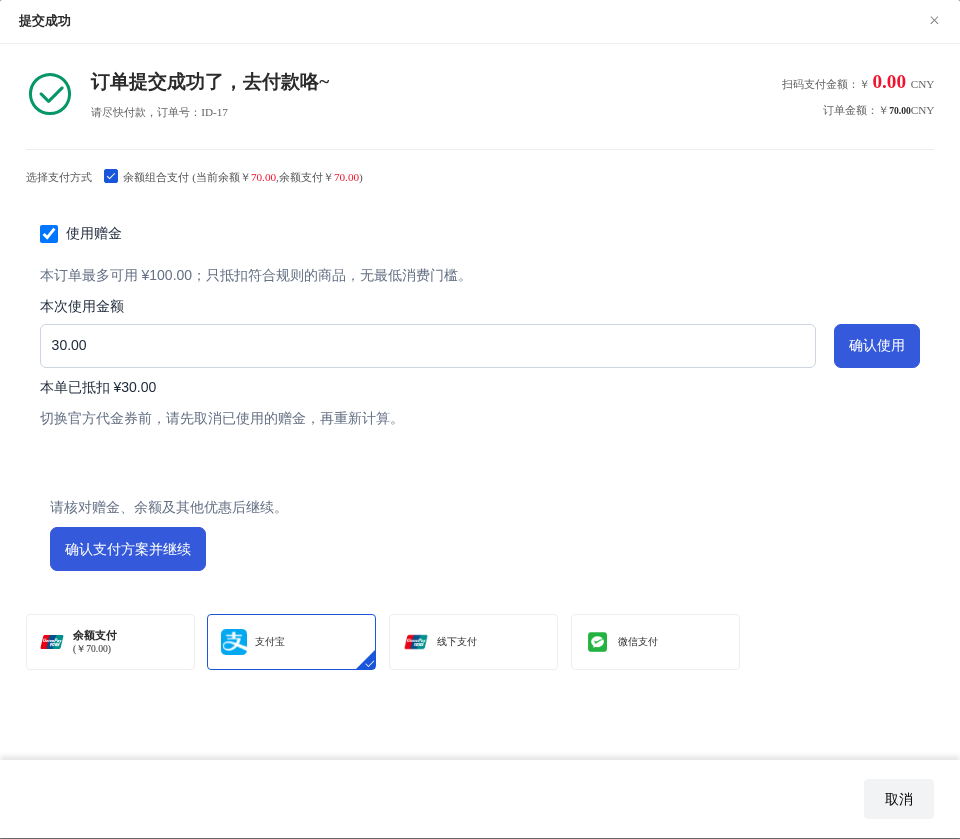 提交成功
×
订单提交成功了，去付款咯~
请尽快付款，订单号：ID-17
扫码支付金额：￥ 0.00 CNY
订单金额：￥70.00CNY
选择支付方式 余额组合支付 (当前余额￥70.00,余额支付￥70.00)
使用赠金
本订单最多可用 ¥100.00；只抵扣符合规则的商品，无最低消费门槛。
本次使用金额
30.00 确认使用
本单已抵扣 ¥30.00
切换官方代金券前，请先取消已使用的赠金，再重新计算。
请核对赠金、余额及其他优惠后继续。
确认支付方案并继续
余额支付
(￥70.00)
支付宝
线下支付
微信支付
取消